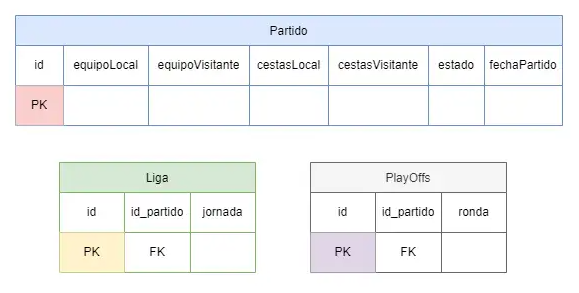 Partido
id equipoLocal equipoVisitante cestasLocal cestasVisitante estado fechaPartido
PK
Liga
id id_partido jornada
PK FK
PlayOffs
id id_partido ronda
PK FK